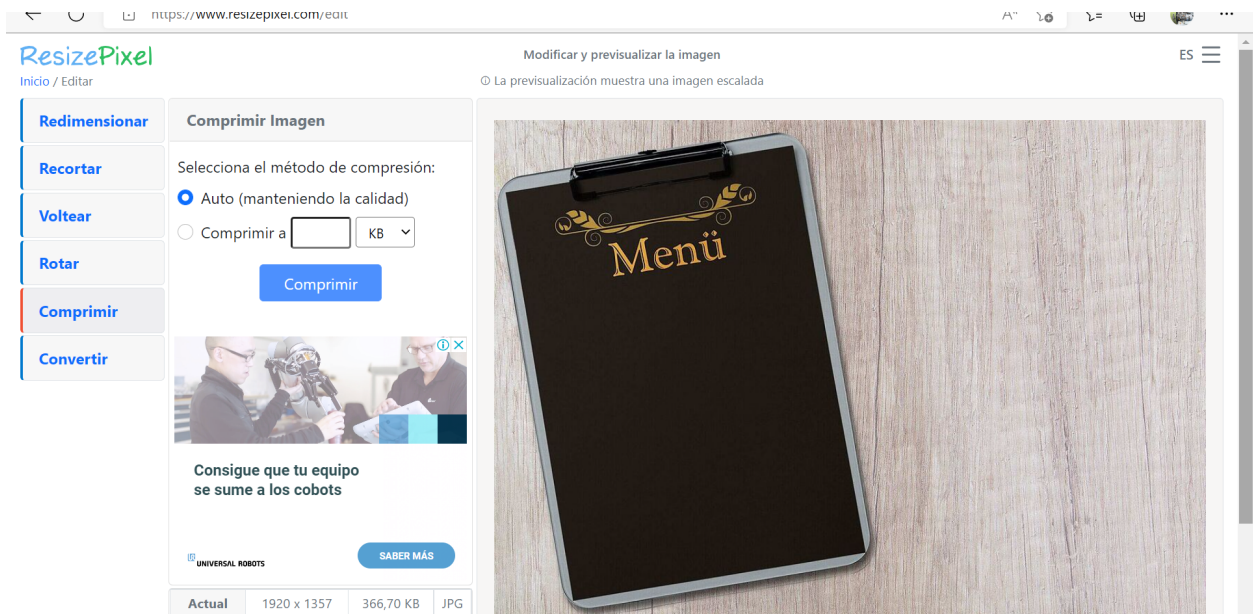 https://www.resizepixel.com/edit
ResizePixel
Modificar y previsualizar la imagen
ES
Inicio / Editar
La previsualización muestra una imagen escalada
Redimensionar
Recortar
Voltear
Rotar
Comprimir
Convertir
Comprimir Imagen
Selecciona el método de compresión:
Auto (manteniendo la calidad)
Comprimir a
KB
Comprimir
Consigue que tu equipo
se sume a los cobots
UNIVERSAL ROBOTS
SABER MÁS
Actual 1920 x 1357 366,70 KB JPG
Menü